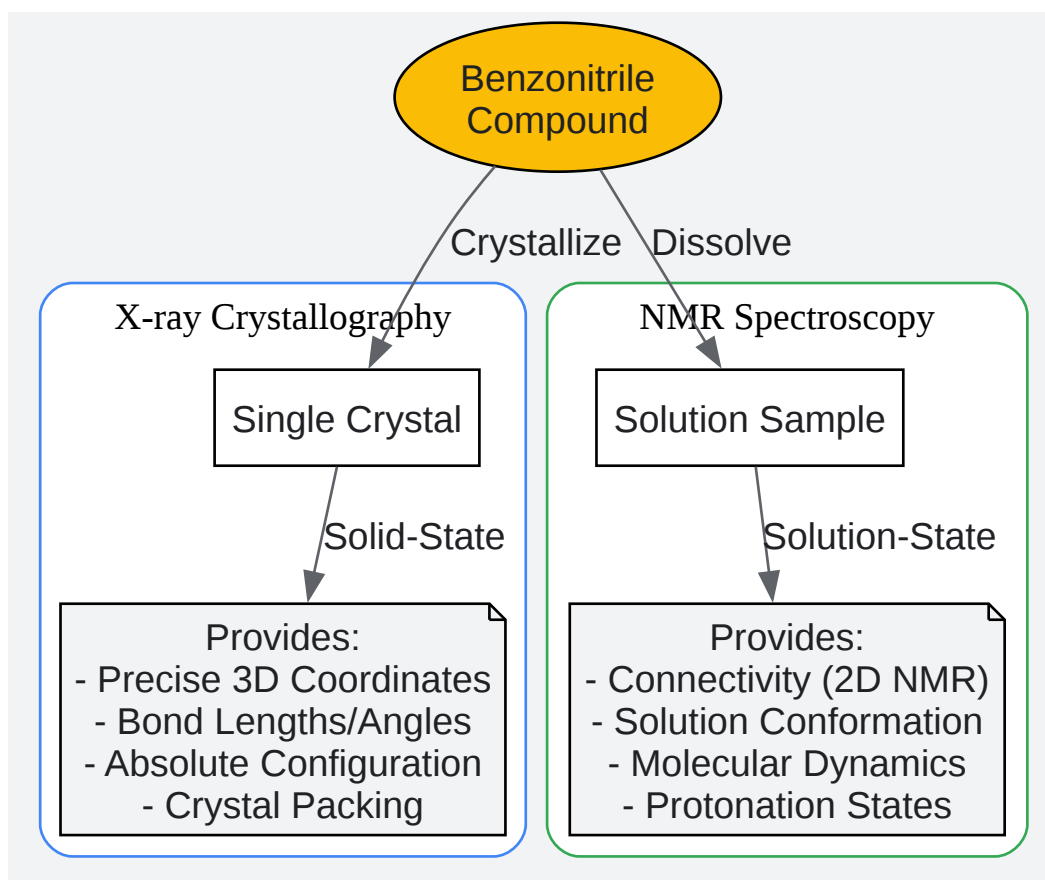 Benzonitrile
Compound
Crystallize
Dissolve
X-ray Crystallography
NMR Spectroscopy
Single Crystal
Solution Sample
Solid-State
Solution-State
Provides:
- Precise 3D Coordinates
- Bond Lengths/Angles
- Absolute Configuration
- Crystal Packing
Provides:
- Connectivity (2D NMR)
- Solution Conformation
- Molecular Dynamics
- Protonation States